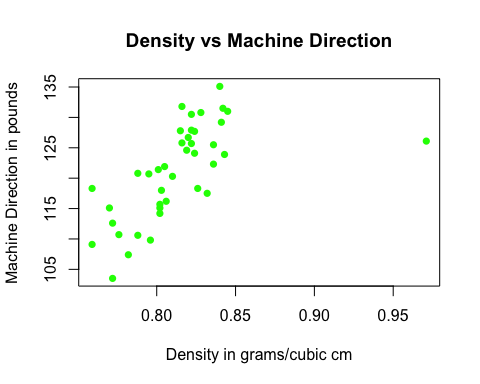 Density vs Machine Direction
Machine Direction in pounds
135
125
115
105
0.80 0.85 0.90 0.95
Density in grams/cubic cm